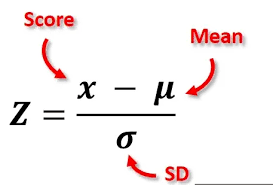 Score
Mean
Z = x − μ
σ
SD